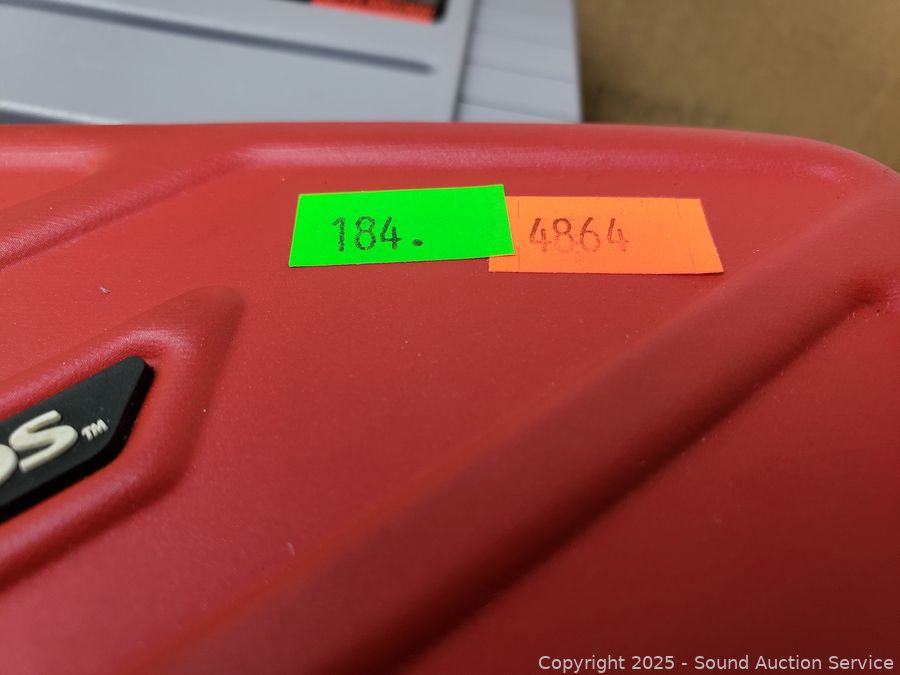 184. 4864
OS™
Copyright 2025 - Sound Auction Service